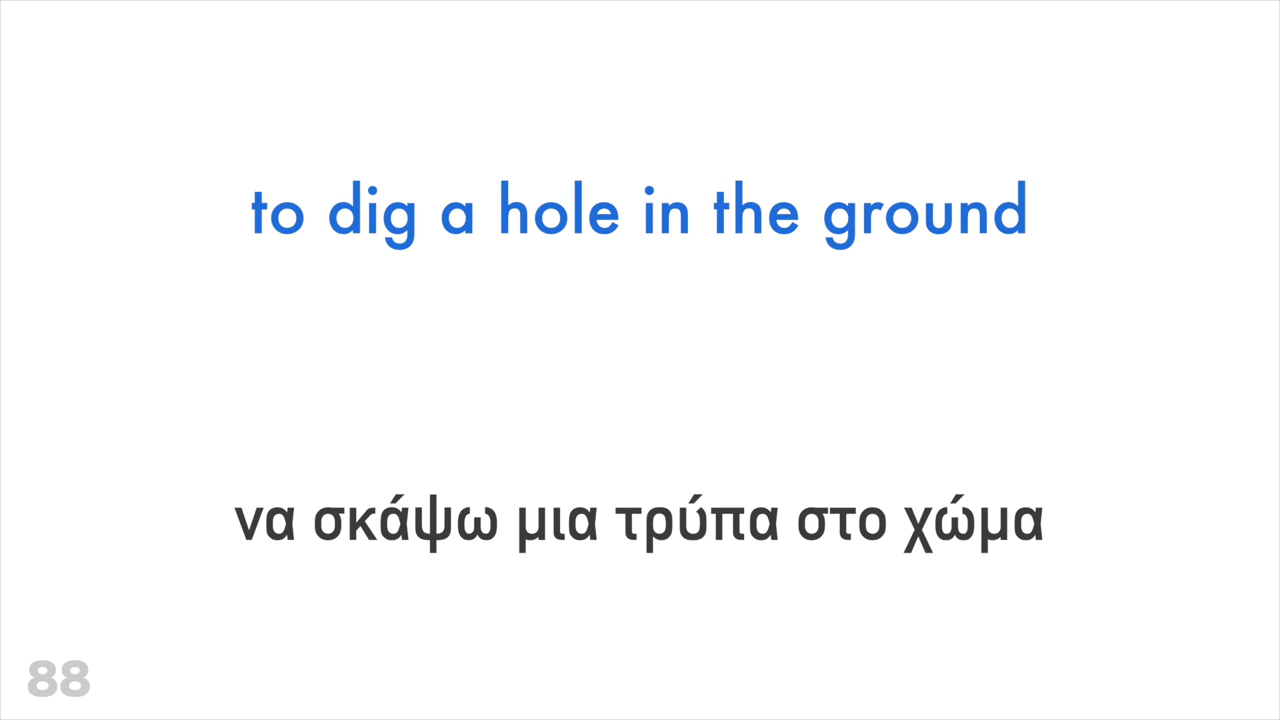 to dig a hole in the ground
να σκάψω μια τρύπα στο χώμα
88